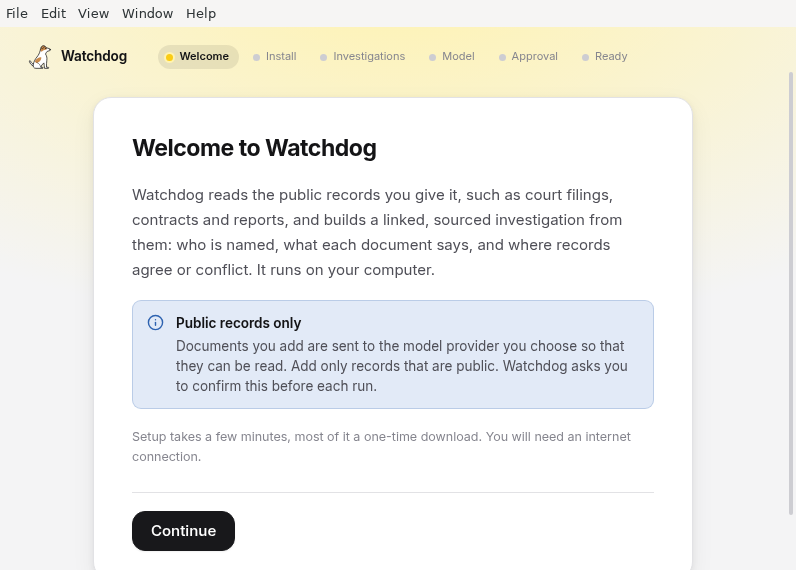 File Edit View Window Help
Watchdog Welcome Install Investigations Model Approval Ready
Welcome to Watchdog
Watchdog reads the public records you give it, such as court filings,
contracts and reports, and builds a linked, sourced investigation from
them: who is named, what each document says, and where records
agree or conflict. It runs on your computer.
Public records only
Documents you add are sent to the model provider you choose so that
they can be read. Add only records that are public. Watchdog asks you
to confirm this before each run.
Setup takes a few minutes, most of it a one-time download. You will need an internet
connection.
Continue